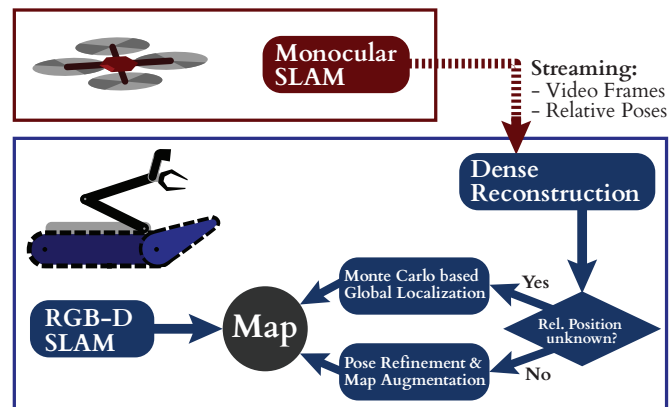 Monocular
SLAM
Streaming:
- Video Frames
- Relative Poses
Dense
Reconstruction
Monte Carlo based
Global Localization
Yes
RGB-D
SLAM
Map
Rel. Position
unknown?
Pose Refinement &
Map Augmentation
No